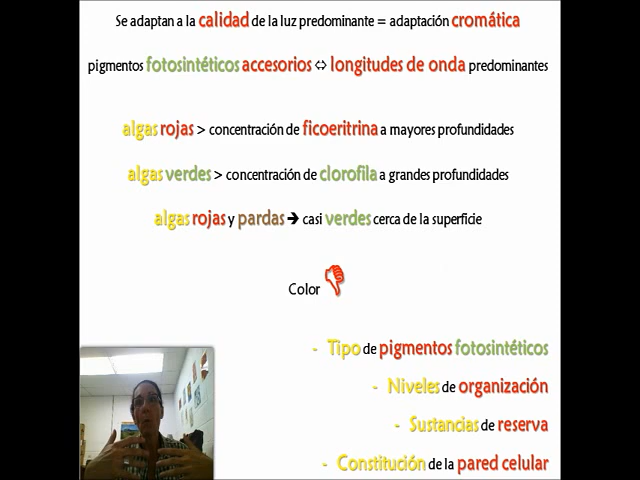 Se adaptan a la calidad de la luz predominante = adaptación cromática
pigmentos fotosintéticos accesorios ⇔ longitudes de onda predominantes
algas rojas > concentración de ficoeritrina a mayores profundidades
algas verdes > concentración de clorofila a grandes profundidades
algas rojas y pardas → casi verdes cerca de la superficie
Color
- Tipo de pigmentos fotosintéticos
- Niveles de organización
- Sustancias de reserva
- Constitución de la pared celular